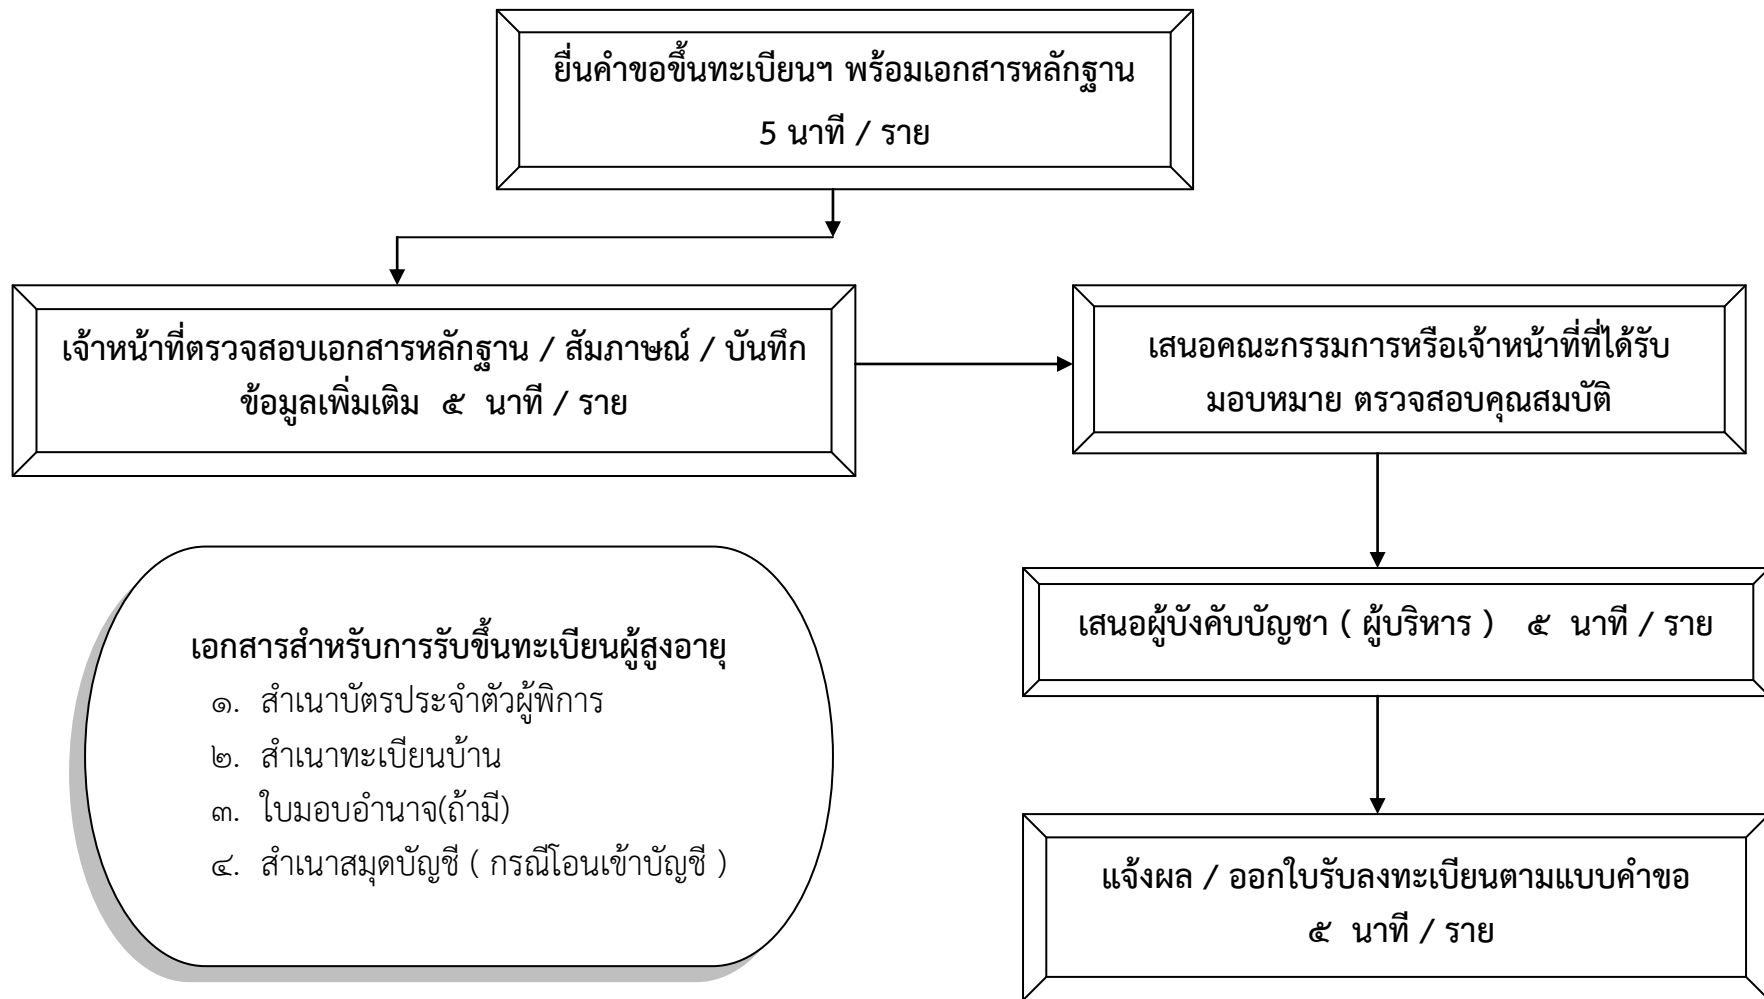 ยื่นคำขอขึ้นทะเบียนฯ พร้อมเอกสารหลักฐาน
5 นาที / ราย
เจ้าหน้าที่ตรวจสอบเอกสารหลักฐาน / สัมภาษณ์ / บันทึก
ข้อมูลเพิ่มเติม ๕ นาที / ราย
เสนอคณะกรรมการหรือเจ้าหน้าที่ที่ได้รับ
มอบหมาย ตรวจสอบคุณสมบัติ
เสนอผู้บังคับบัญชา ( ผู้บริหาร ) ๕ นาที / ราย
แจ้งผล / ออกใบรับลงทะเบียนตามแบบคำขอ
๕ นาที / ราย
เอกสารสำหรับการรับขึ้นทะเบียนผู้สูงอายุ
๑. สำเนาบัตรประจำตัวผู้พิการ
๒. สำเนาทะเบียนบ้าน
๓. ใบมอบอำนาจ(ถ้ามี)
๔. สำเนาสมุดบัญชี ( กรณีโอนเข้าบัญชี )